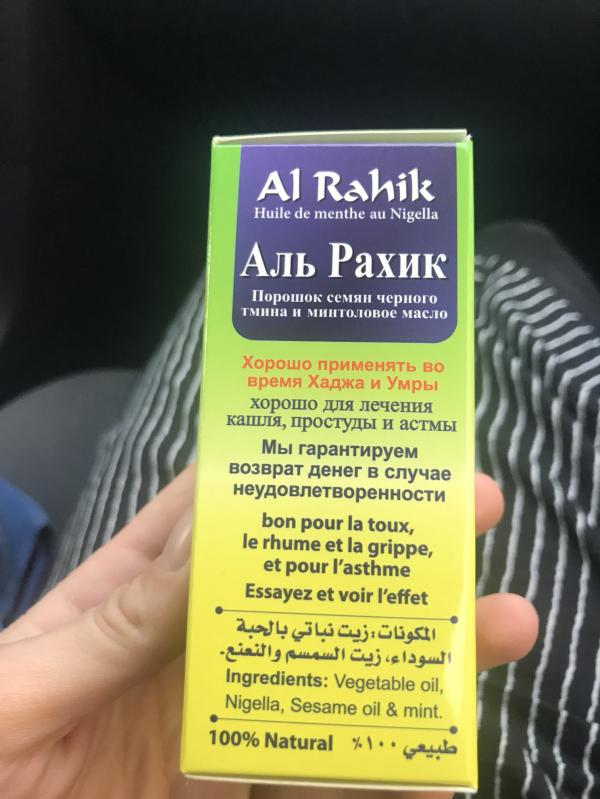 Al Rahik
Huile de menthe au Nigella
Аль Рахик
Порошок семян черного
тмина и минтоловое масло
Хорошо применять во
время Хаджа и Умры
хорошо для лечения
кашля, простуды и астмы
Мы гарантируем
возврат денег в случае
неудовлетворенности
bon pour la toux,
le rhume et la grippe,
et pour l'asthme
Essayez et voir l'effet
المكونات: زيت نباتي بالحبة
السوداء، زيت السمسم والنعنع.
Ingredients: Vegetable oil,
Nigella, Sesame oil & mint.
100% Natural طبيعي ١٠٠٪